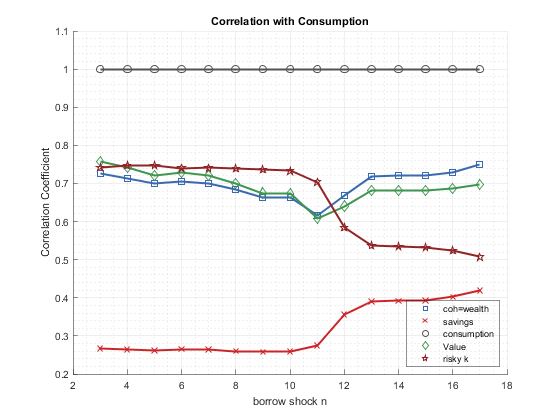 Correlation with Consumption
Correlation Coefficient
1.1
1
0.9
0.8
0.7
0.6
0.5
0.4
0.3
0.2
2
4
6
8
10
12
14
16
18
borrow shock n
coh=wealth
savings
consumption
Value
risky k